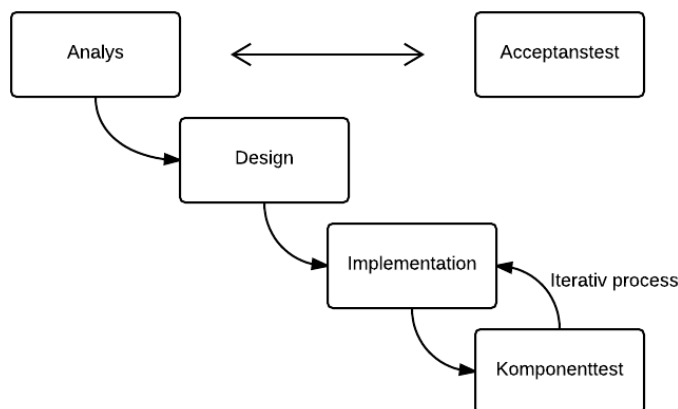 Analys
Acceptanstest
Design
Implementation
Iterativ process
Komponenttest